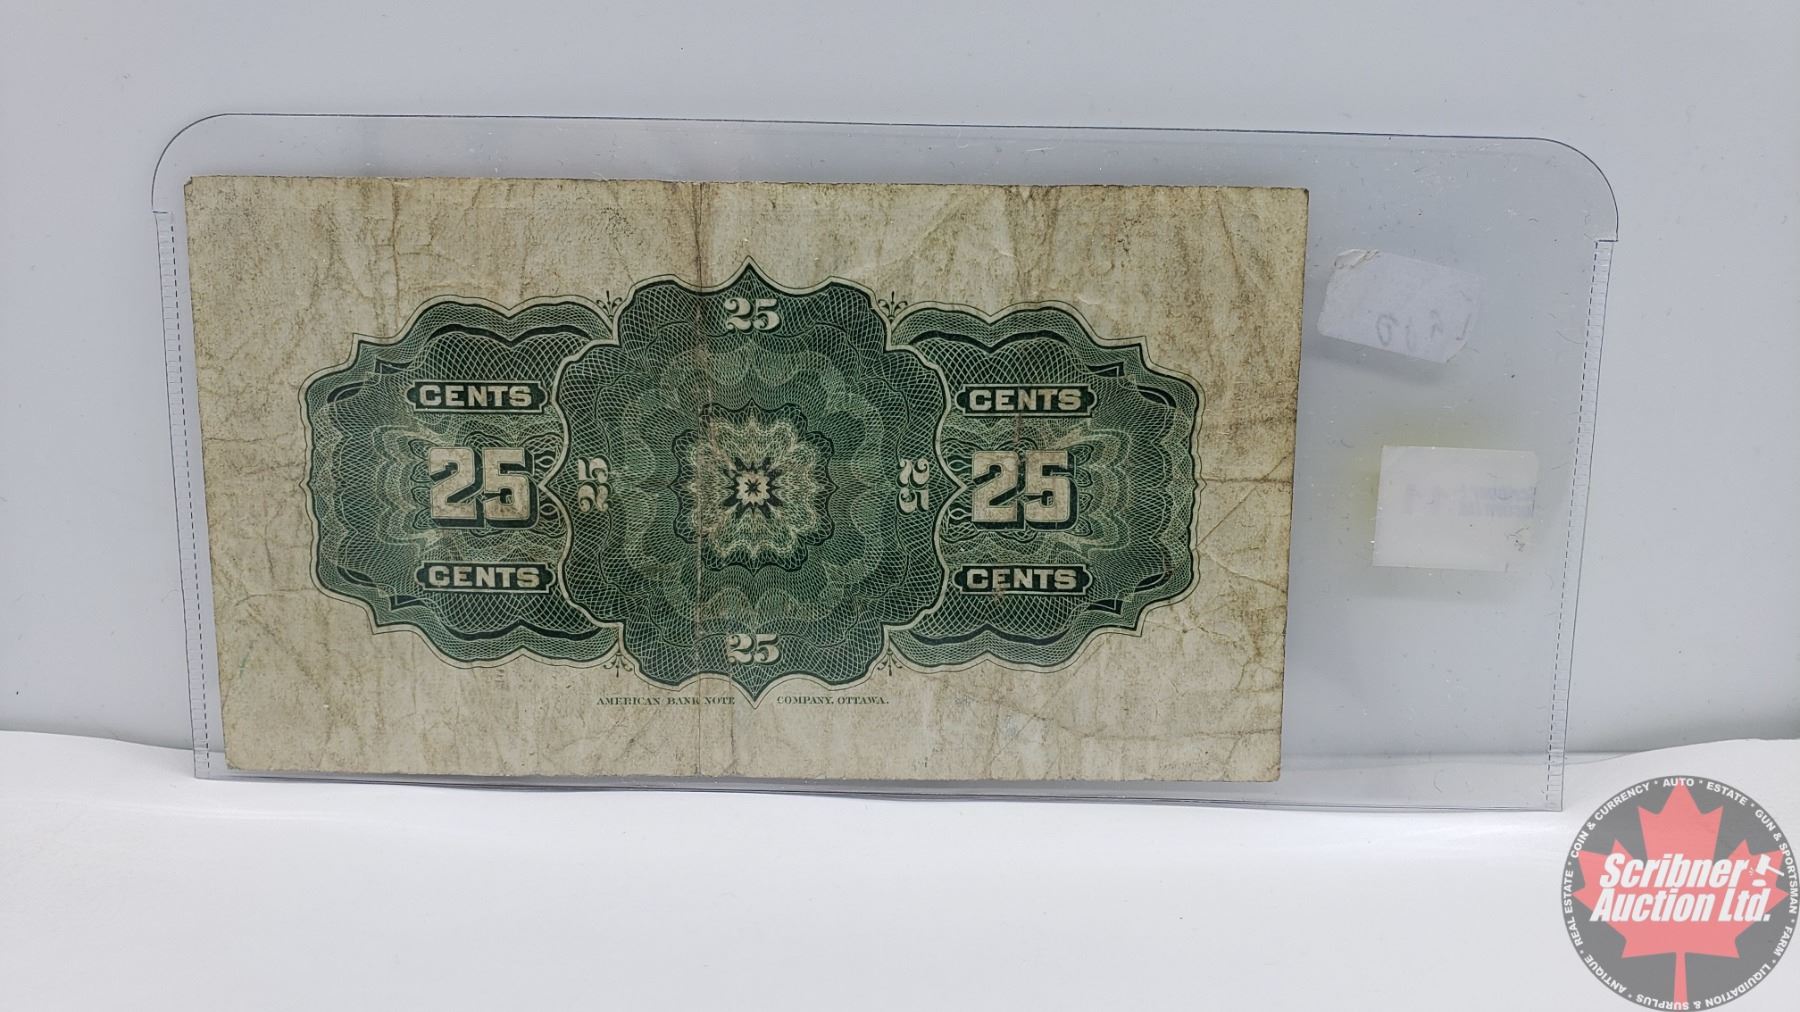 25
CENTS CENTS
25 25 25 25
CENTS CENTS
25
AMERICAN BANK NOTE COMPANY, OTTAWA.
COIN & CURRENCY * AUTO * ESTATE * GUN & SPORTSMAN * FARM * LIQUIDATION & SURPLUS * ANTIQUE * REAL ESTATE *
Scribner
Auction Ltd.